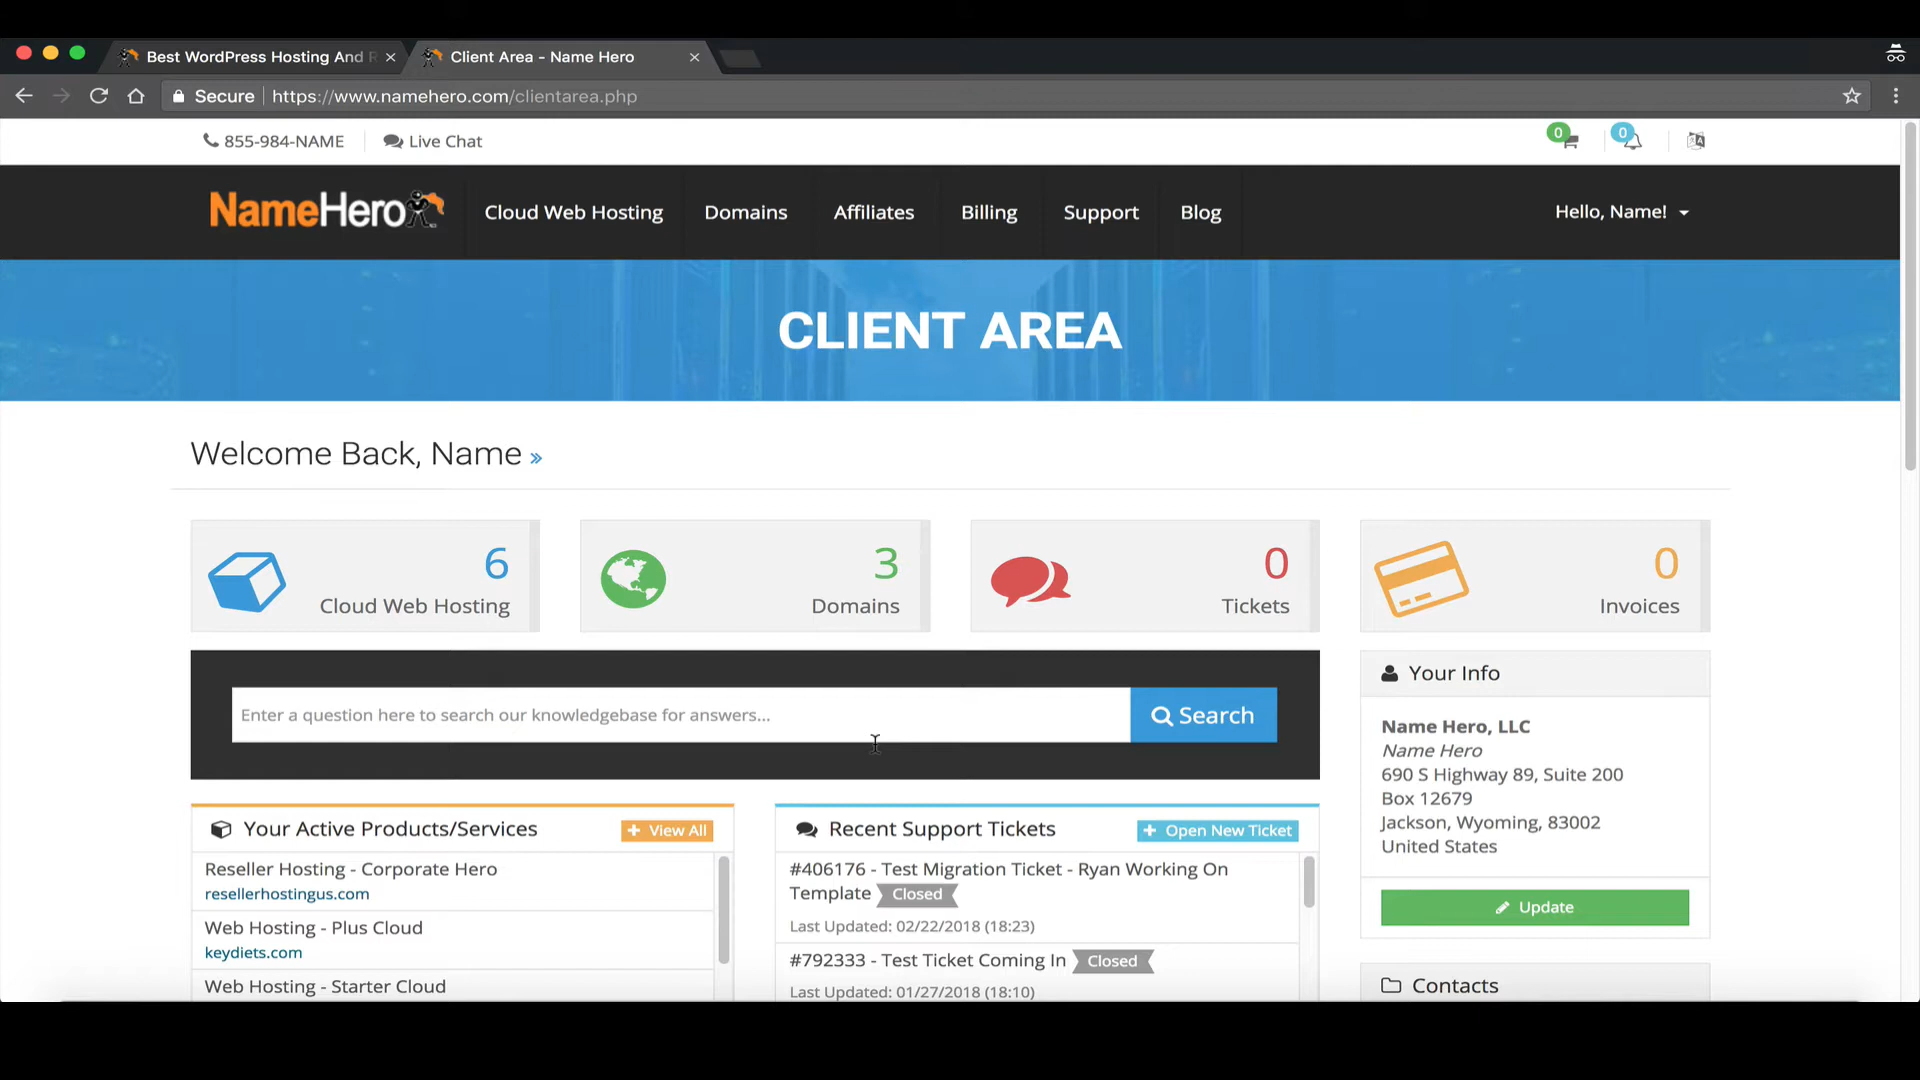 Best WordPress Hosting And R
Client Area - Name Hero
Secure
https://www.namehero.com/clientarea.php
855-984-NAME
Live Chat
0
0
NameHero
Cloud Web Hosting
Domains
Affiliates
Billing
Support
Blog
Hello, Name!
CLIENT AREA
Welcome Back, Name »
6
Cloud Web Hosting
3
Domains
0
Tickets
0
Invoices
Enter a question here to search our knowledgebase for answers...
Search
Your Info
Name Hero, LLC
Name Hero
690 S Highway 89, Suite 200
Box 12679
Jackson, Wyoming, 83002
United States
Update
Your Active Products/Services
+ View All
Reseller Hosting - Corporate Hero
resellerhostingus.com
Web Hosting - Plus Cloud
keydiets.com
Web Hosting - Starter Cloud
Recent Support Tickets
+ Open New Ticket
#406176 - Test Migration Ticket - Ryan Working On
Template Closed
Last Updated: 02/22/2018 (18:23)
#792333 - Test Ticket Coming In Closed
Last Updated: 01/27/2018 (18:10)
Contacts